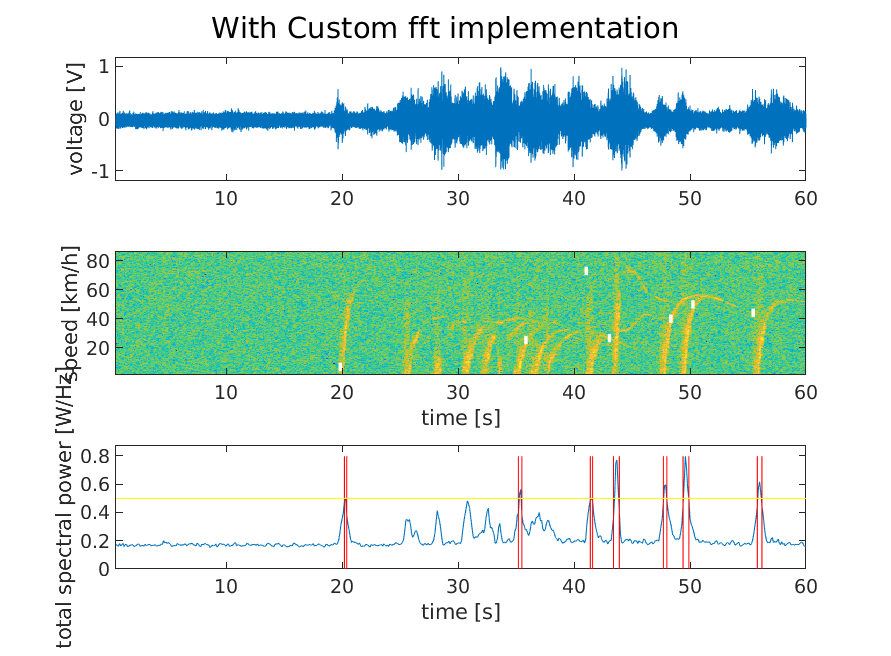 With Custom fft implementation
voltage [V]
1
0
-1
10 20 30 40 50 60
speed [km/h]
80
60
40
20
10 20 30 40 50 60
time [s]
total spectral power [W/Hz]
0.8
0.6
0.4
0.2
0
10 20 30 40 50 60
time [s]